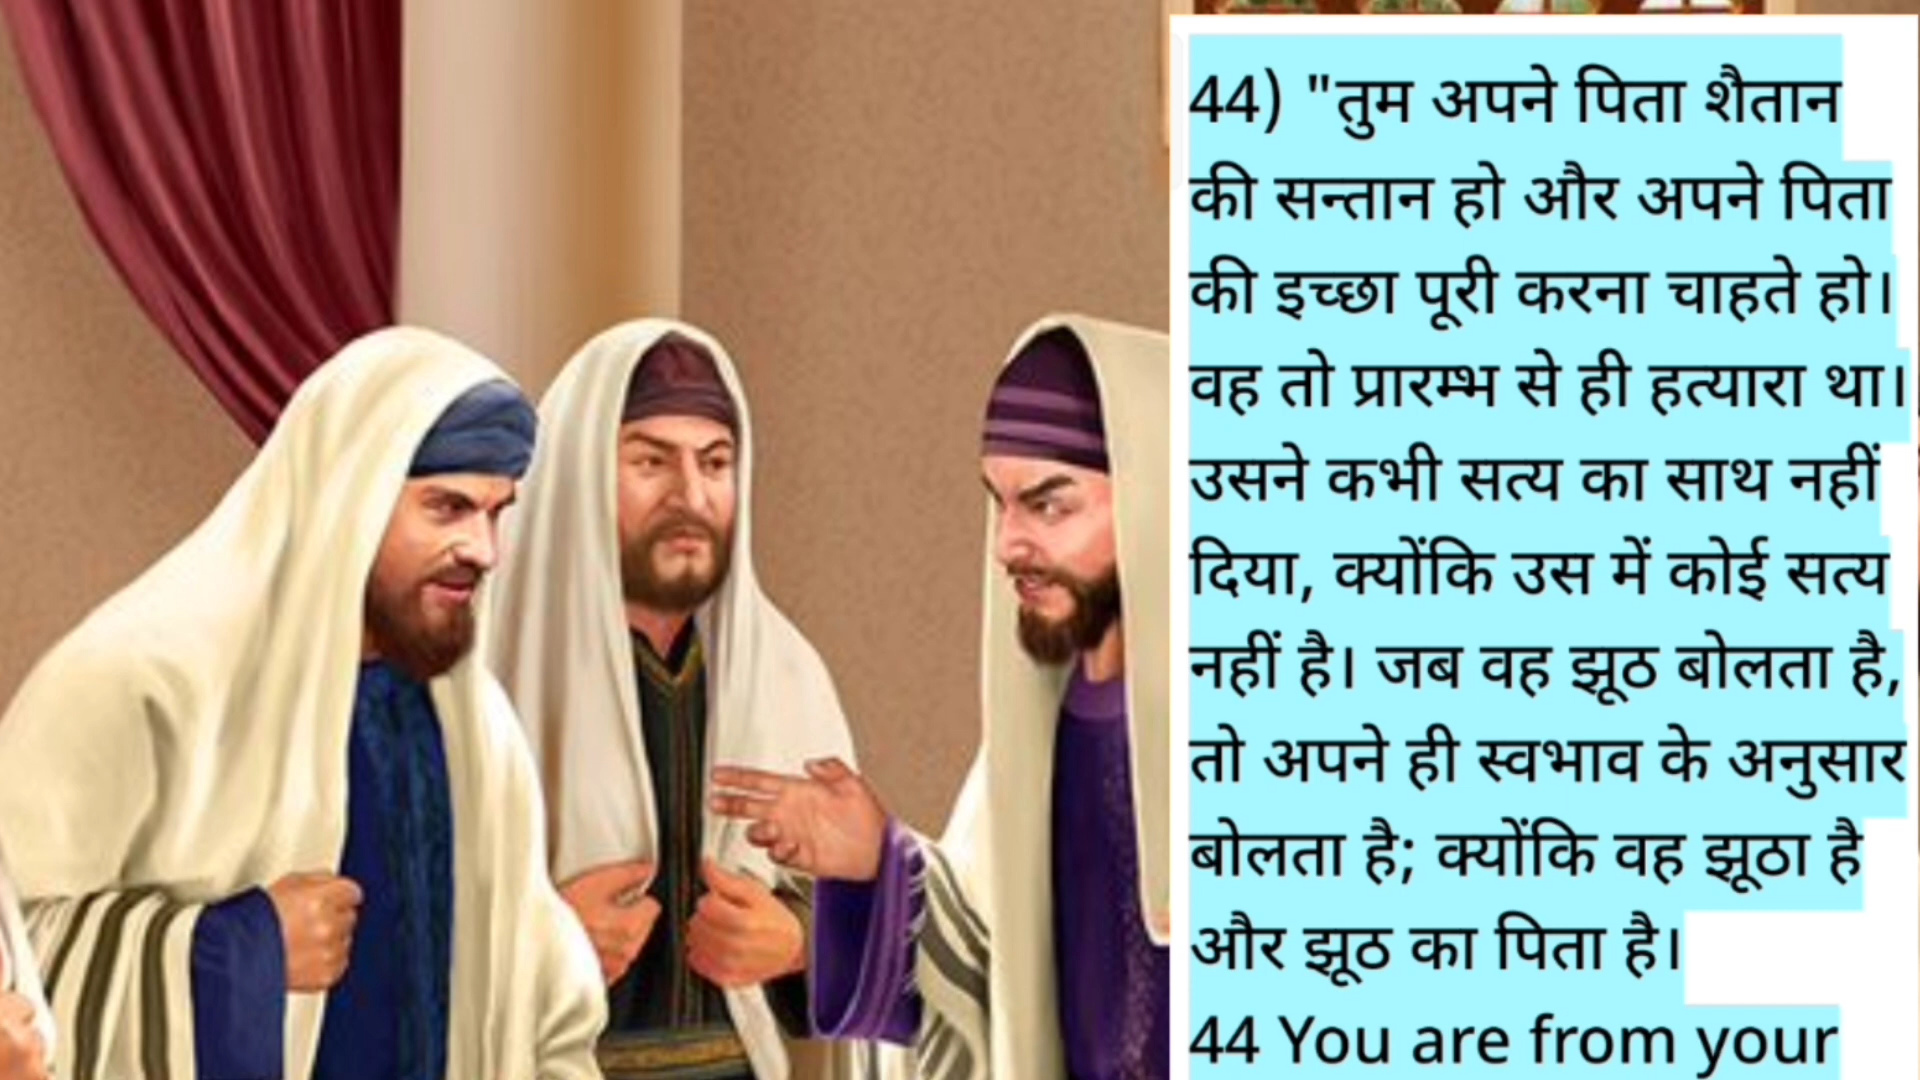 44) "तुम अपने पिता शैतान
की सन्तान हो और अपने पिता
की इच्छा पूरी करना चाहते हो।
वह तो प्रारम्भ से ही हत्यारा था।
उसने कभी सत्य का साथ नहीं
दिया, क्योंकि उस में कोई सत्य
नहीं है। जब वह झूठ बोलता है,
तो अपने ही स्वभाव के अनुसार
बोलता है; क्योंकि वह झूठा है
और झूठ का पिता है।
44 You are from your